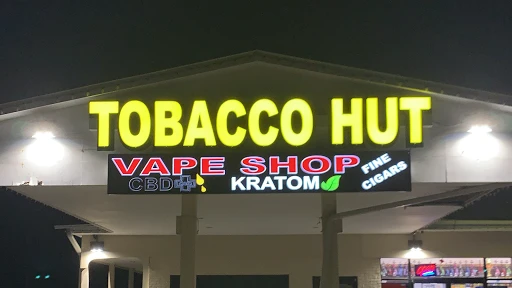 TOBACCO HUT
VAPE SHOP
CBD KRATOM
FINE
CIGARS